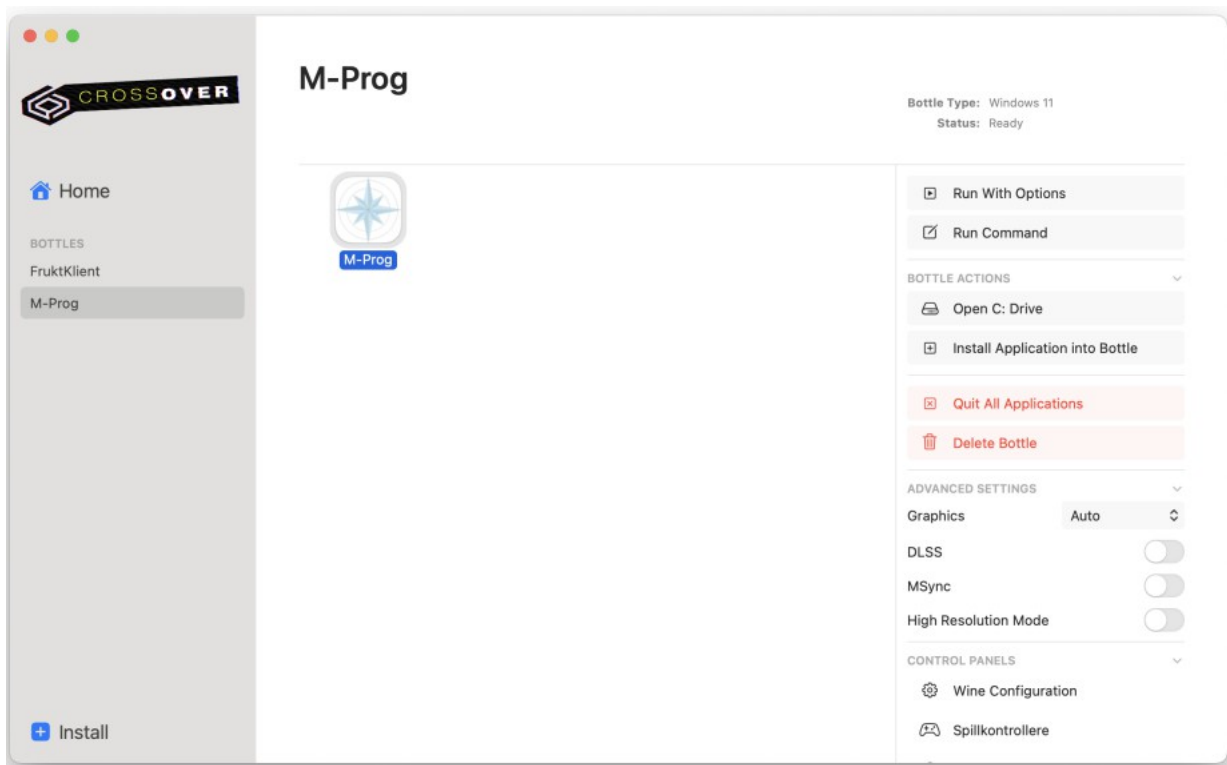 CROSSOVER
Home
BOTTLES
FruktKlient
M-Prog
Install
M-Prog
Bottle Type: Windows 11
Status: Ready
M-Prog
Run With Options
Run Command
BOTTLE ACTIONS
Open C: Drive
Install Application into Bottle
Quit All Applications
Delete Bottle
ADVANCED SETTINGS
Graphics Auto
DLSS
MSync
High Resolution Mode
CONTROL PANELS
Wine Configuration
Spillkontrollere